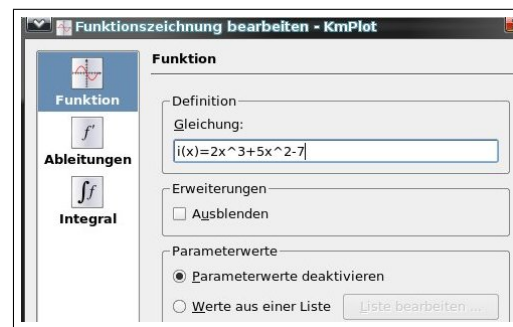 Funktionszeichnung bearbeiten - KmPlot
Funktion
Ableitungen
Integral
Funktion
Definition
Gleichung:
i(x)=2x^3+5x^2-7
Erweiterungen
Ausblenden
Parameterwerte
Parameterwerte deaktivieren
Werte aus einer Liste
Liste bearbeiten ...